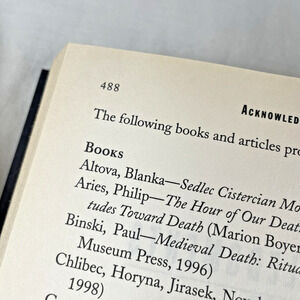 488
ACKNOWLED
The following books and articles pro
BOOKS
Altova, Blanka—Sedlec Cistercian Mo
Aries, Philip—The Hour of Our Death
tudes Toward Death (Marion Boyer
Binski, Paul—Medieval Death: Ritua
Museum Press, 1996)
Chlibec, Horyna, Jirasek, Nov
1998)